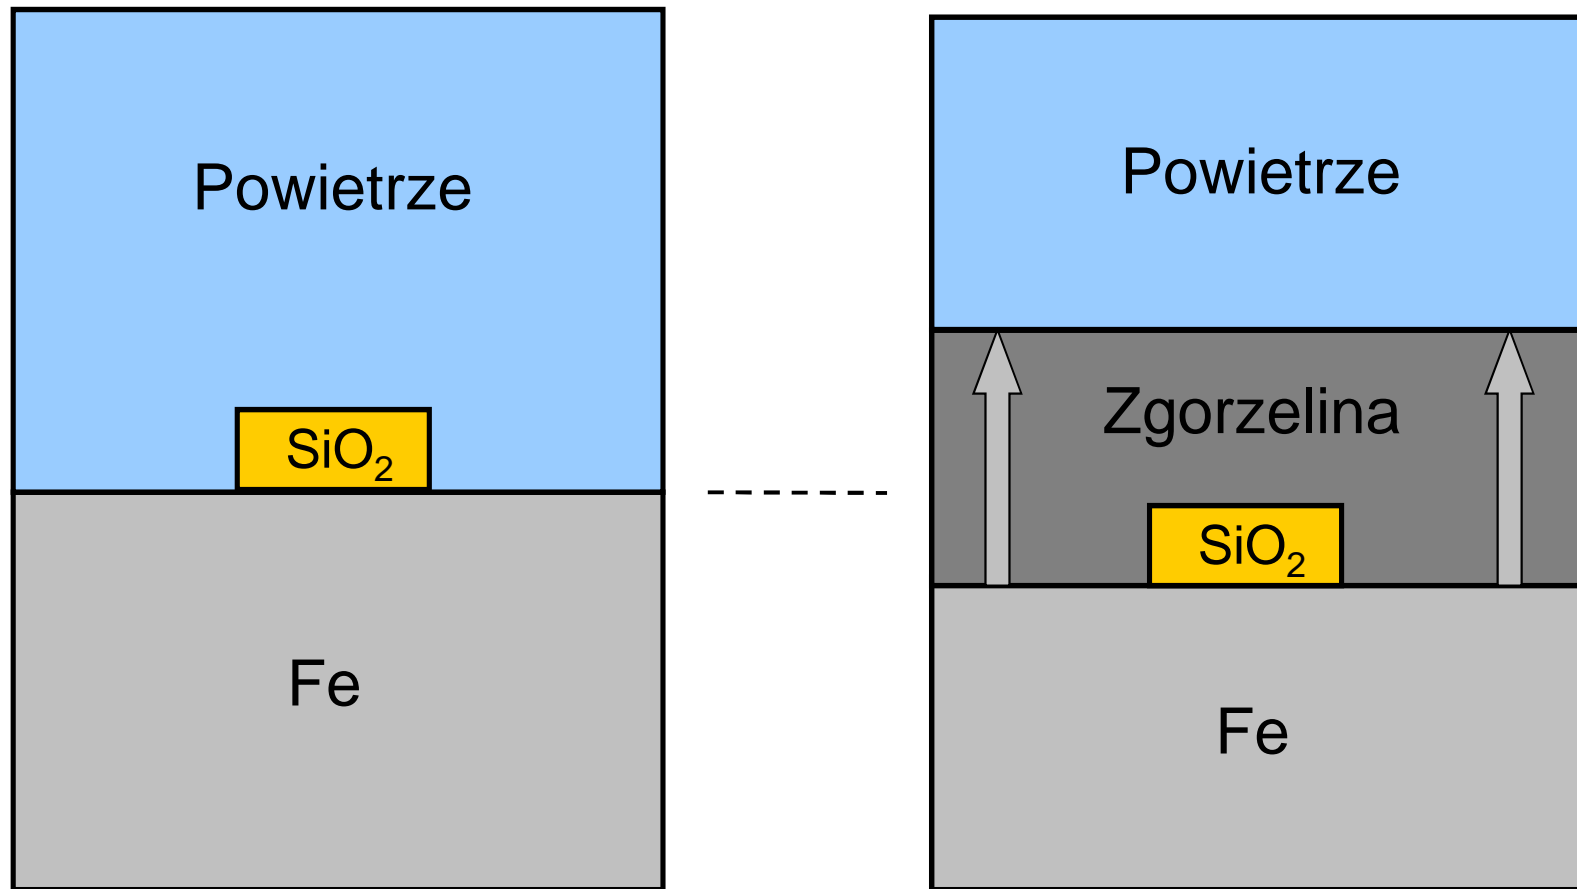 Powietrze
SiO₂
Fe
Powietrze
Zgorzelina
SiO₂
Fe